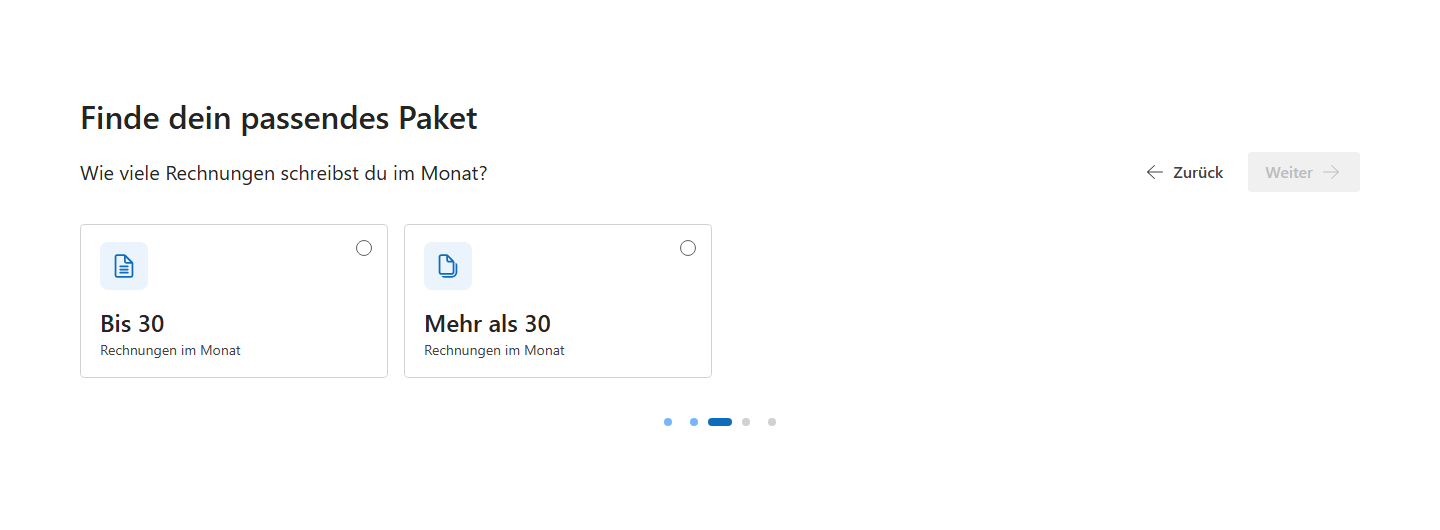 Finde dein passendes Paket
Wie viele Rechnungen schreibst du im Monat?
Zurück
Weiter
Bis 30
Rechnungen im Monat
Mehr als 30
Rechnungen im Monat